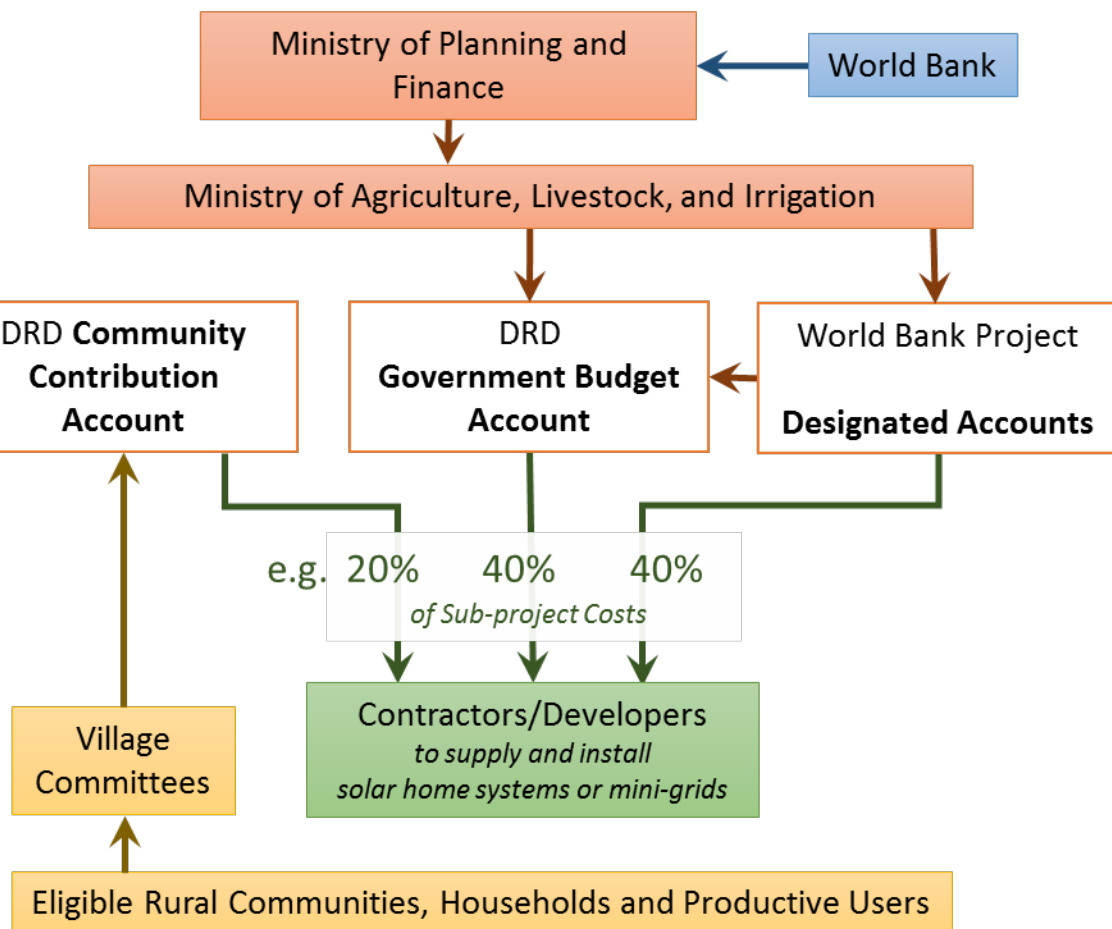 Ministry of Planning and
Finance
World Bank
Ministry of Agriculture, Livestock, and Irrigation
DRD Community
Contribution
Account
DRD
Government Budget
Account
World Bank Project
Designated Accounts
e.g. 20% 40% 40%
of Sub-project Costs
Contractors/Developers
to supply and install
solar home systems or mini-grids
Village
Committees
Eligible Rural Communities, Households and Productive Users